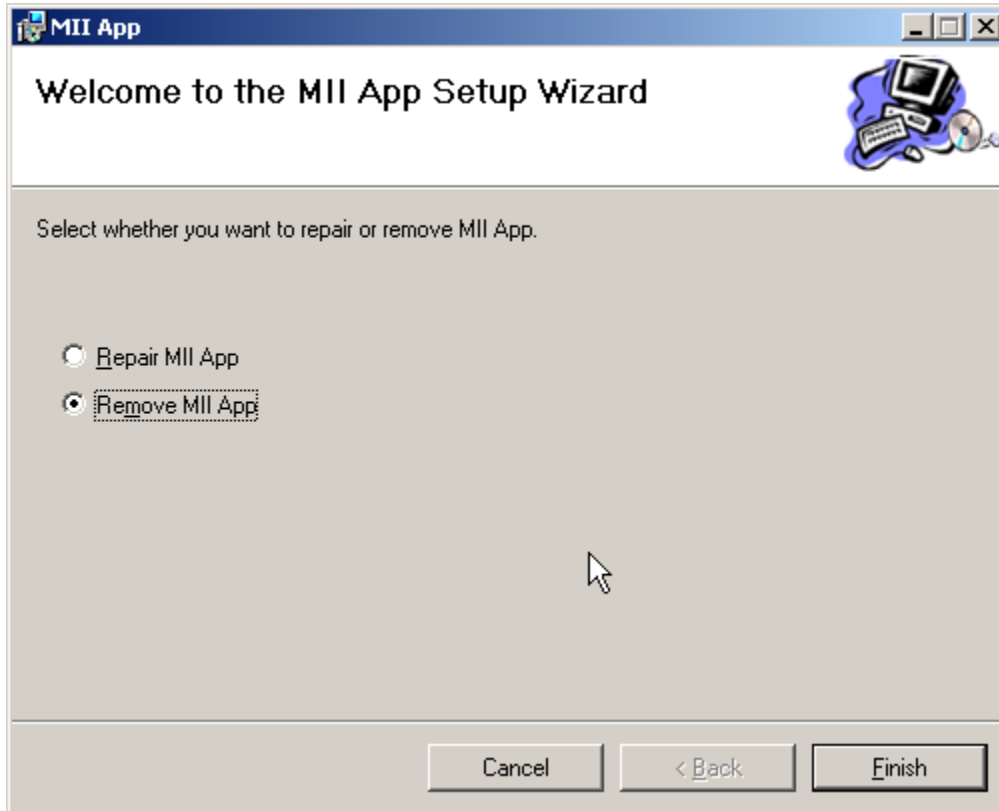 MII App
Welcome to the MII App Setup Wizard
Select whether you want to repair or remove MII App.
Repair MII App
Remove MII App
Cancel
< Back
Finish